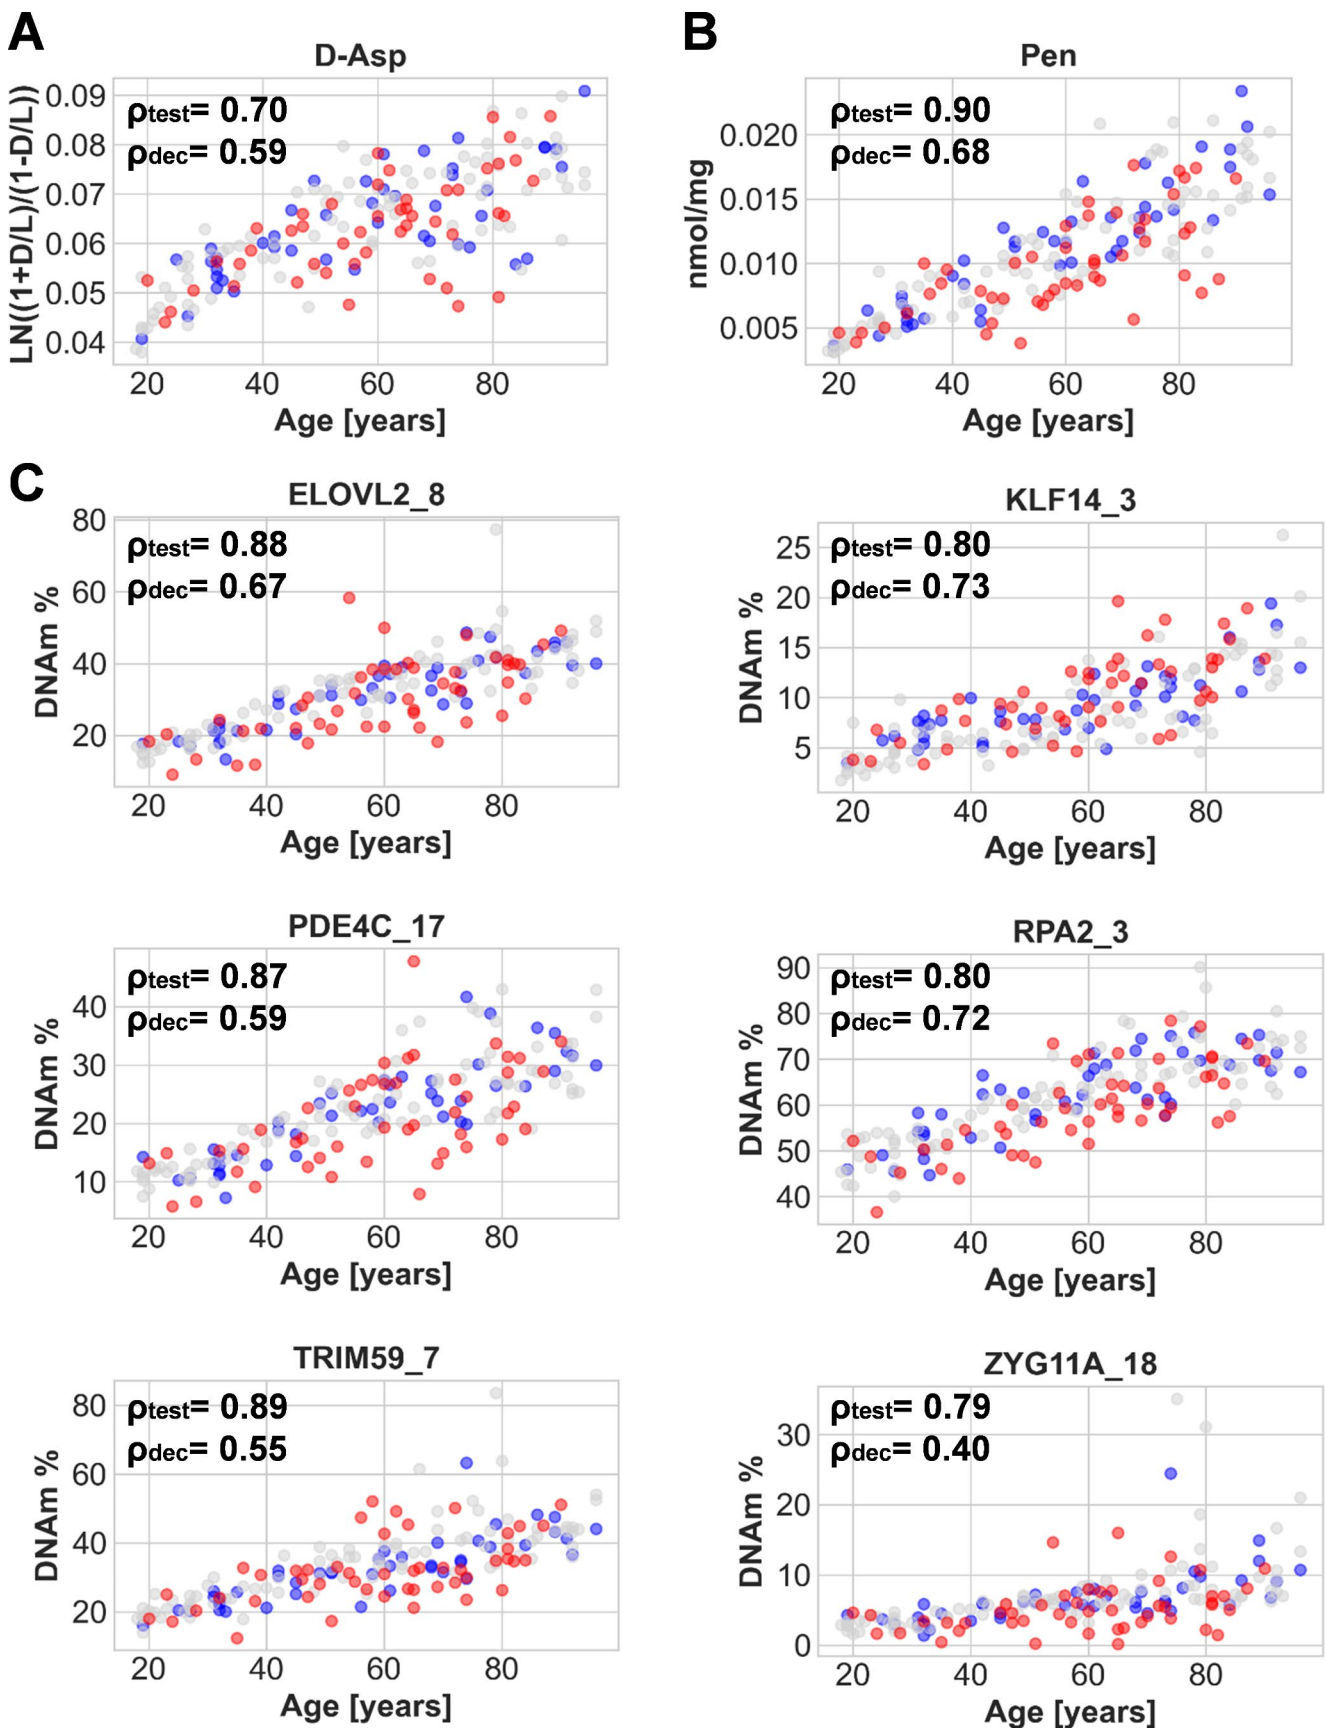 A
D-Asp
LN((1+D/L)/(1-D/L))
0.09
0.08
0.07
0.06
0.05
0.04
ρtest= 0.70
ρdec= 0.59
20 40 60 80
Age [years]
B
Pen
nmol/mg
0.020
0.015
0.010
0.005
ρtest= 0.90
ρdec= 0.68
20 40 60 80
Age [years]
C
ELOVL2_8
DNAm %
80
60
40
20
ρtest= 0.88
ρdec= 0.67
20 40 60 80
Age [years]
KLF14_3
DNAm %
25
20
15
10
5
ρtest= 0.80
ρdec= 0.73
20 40 60 80
Age [years]
PDE4C_17
DNAm %
40
30
20
10
ρtest= 0.87
ρdec= 0.59
20 40 60 80
Age [years]
RPA2_3
DNAm %
90
80
70
60
50
40
ρtest= 0.80
ρdec= 0.72
20 40 60 80
Age [years]
TRIM59_7
DNAm %
80
60
40
20
ρtest= 0.89
ρdec= 0.55
20 40 60 80
Age [years]
ZYG11A_18
DNAm %
30
20
10
0
ρtest= 0.79
ρdec= 0.40
20 40 60 80
Age [years]